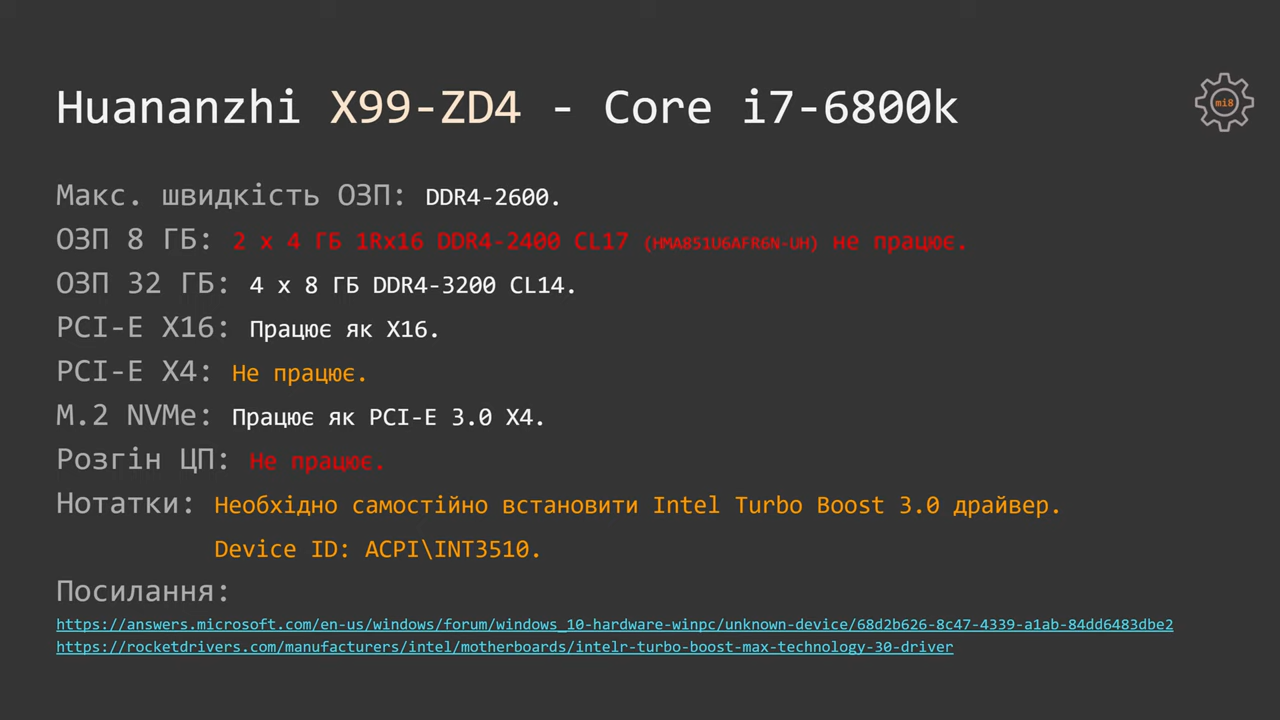 Huananzhi X99-ZD4 - Core i7-6800k
mi8
Макс. швидкість ОЗП: DDR4-2600.
ОЗП 8 ГБ: 2 x 4 ГБ 1Rx16 DDR4-2400 CL17 (HMA851U6AFR6N-UH) не працює.
ОЗП 32 ГБ: 4 x 8 ГБ DDR4-3200 CL14.
PCI-E X16: Працює як X16.
PCI-E X4: Не працює.
M.2 NVMe: Працює як PCI-E 3.0 X4.
Розгін ЦП: Не працює.
Нотатки: Необхідно самостійно встановити Intel Turbo Boost 3.0 драйвер.
Device ID: ACPI\INT3510.
Посилання:
https://answers.microsoft.com/en-us/windows/forum/windows_10-hardware-winpc/unknown-device/68d2b626-8c47-4339-a1ab-84dd6483dbe2
https://rocketdrivers.com/manufacturers/intel/motherboards/intelr-turbo-boost-max-technology-30-driver